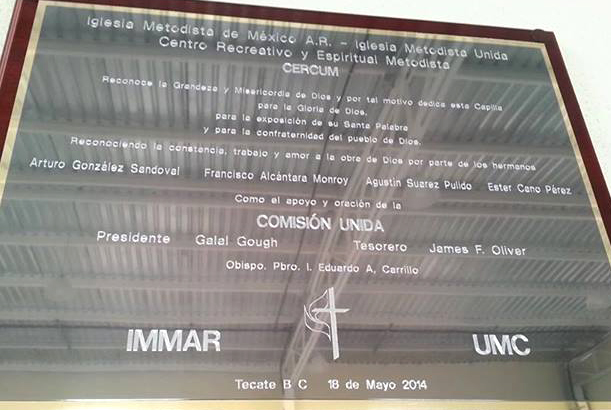 Iglesia Metodista de México A.R. - Iglesia Metodista Unida
Centro Recreativo y Espiritual Metodista
CERCUM
Reconoce la Grandeza y Misericordia de Dios y por tal motivo dedica esta Capilla
para la Gloria de Dios,
para la exposición de su Santa Palabra
y para la confraternidad del pueblo de Dios.
Reconociendo la constancia, trabajo y amor a la obra de Dios por parte de los hermanos
Arturo González Sandoval Francisco Alcántara Monroy Agustin Suarez Pulido Ester Cano Pérez
Como el apoyo y oración de la
COMISIÓN UNIDA
Presidente Galal Gough Tesorero James F. Oliver
Obispo. Pbro. I. Eduardo A, Carrillo
IMMAR UMC
Tecate B C 18 de Mayo 2014